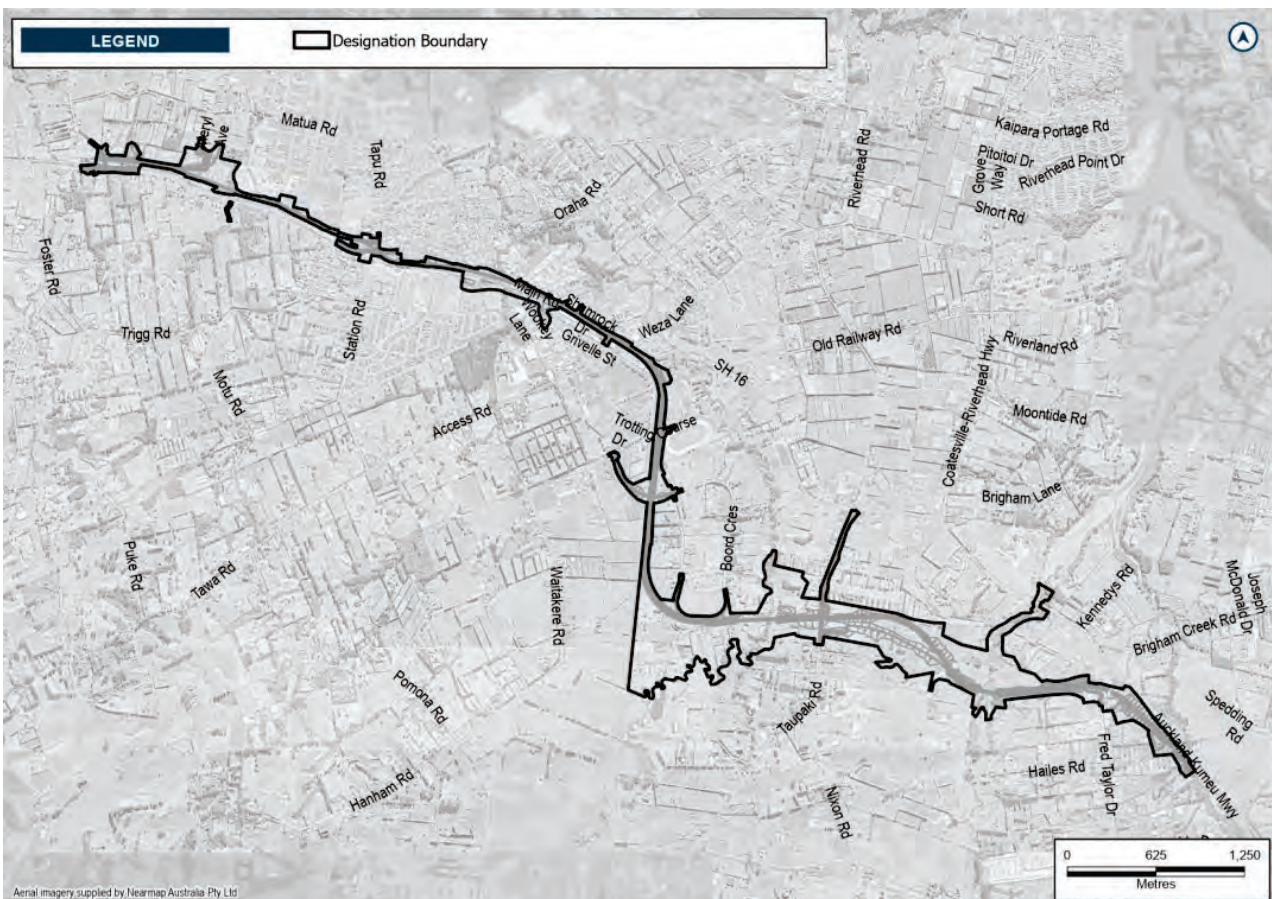 LEGEND
Designation Boundary
Matua Rd
Tapu Rd
Oraha Rd
Riverhead Rd
Kaipara Portage Rd
Pitoitoi Dr
Grove
Way
Riverhead Point Dr
Short Rd
Foster Rd
Trigg Rd
Motu Rd
Station Rd
Main Rd
Shamrock
Dr
Wookey
Lane
Grivelle St
Weza Lane
SH 16
Old Railway Rd
Coatesville-Riverhead Hwy
Riverland Rd
Moontide Rd
Brigham Lane
Access Rd
Trotting Course
Dr
Puke Rd
Tawa Rd
Waitakere Rd
Boord Cres
Kennedys Rd
Joseph
McDonald Dr
Brigham Creek Rd
Pomona Rd
Taupaki Rd
Spedding
Rd
Auckland-Kumeu Mwy
Fred Taylor Dr
Hailes Rd
Hanham Rd
Nixon Rd
0 625 1,250
Metres
Aerial imagery supplied by Nearmap Australia Pty Ltd